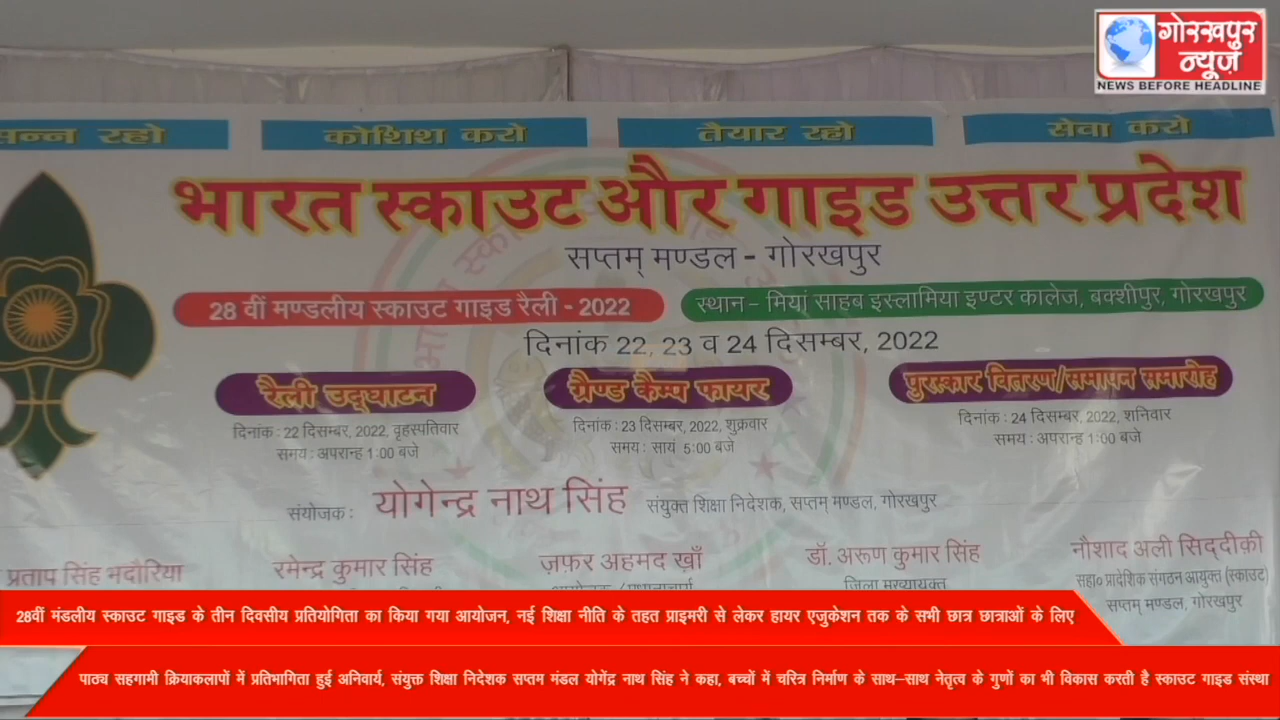 गोरखपुर
न्यूज़
NEWS BEFORE HEADLINE
रहो कोशिश करो तैयार रहो सेवा करो
भारत स्काउट और गाइड उत्तर प्रदेश
सप्तम् मण्डल - गोरखपुर
28 वीं मण्डलीय स्काउट गाइड रैली - 2022 स्थान – मियां साहब इस्लामिया इण्टर कालेज, बक्शीपुर, गोरखपुर
दिनांक 22, 23 व 24 दिसम्बर, 2022
रैली उद्घाटन ग्रैण्ड कैम्प फायर पुरस्कार वितरण/समापन समारोह
दिनांक : 22 दिसम्बर, 2022, वृहस्पतिवार दिनांक : 23 दिसम्बर, 2022, शुक्रवार दिनांक : 24 दिसम्बर, 2022, शनिवार
समय : अपरान्ह 1:00 बजे समय : सायं 5:00 बजे समय : अपरान्ह 1:00 बजे
संयोजक : योगेन्द्र नाथ सिंह संयुक्त शिक्षा निदेशक, सप्तम् मण्डल, गोरखपुर
प्रताप सिंह भदौरिया रमेन्द्र कुमार सिंह ज़फर अहमद खाँ डॉ. अरूण कुमार सिंह नौशाद अली सिद्दीक़ी
सहा० प्रादेशिक संगठन आयुक्त (स्काउट)
सप्तम् मण्डल, गोरखपुर
28वीं मंडलीय स्काउट गाइड के तीन दिवसीय प्रतियोगिता का किया गया आयोजन, नई शिक्षा नीति के तहत प्राइमरी से लेकर हायर एजुकेशन तक के सभी छात्र छात्राओं के लिए
पाठ्य सहगामी क्रियाकलापों में प्रतिभागिता हुई अनिवार्य, संयुक्त शिक्षा निदेशक सप्तम मंडल योगेंद्र नाथ सिंह ने कहा, बच्चों में चरित्र निर्माण के साथ–साथ नेतृत्व के गुणों का भी विकास करती है स्काउट गाइड संस्था